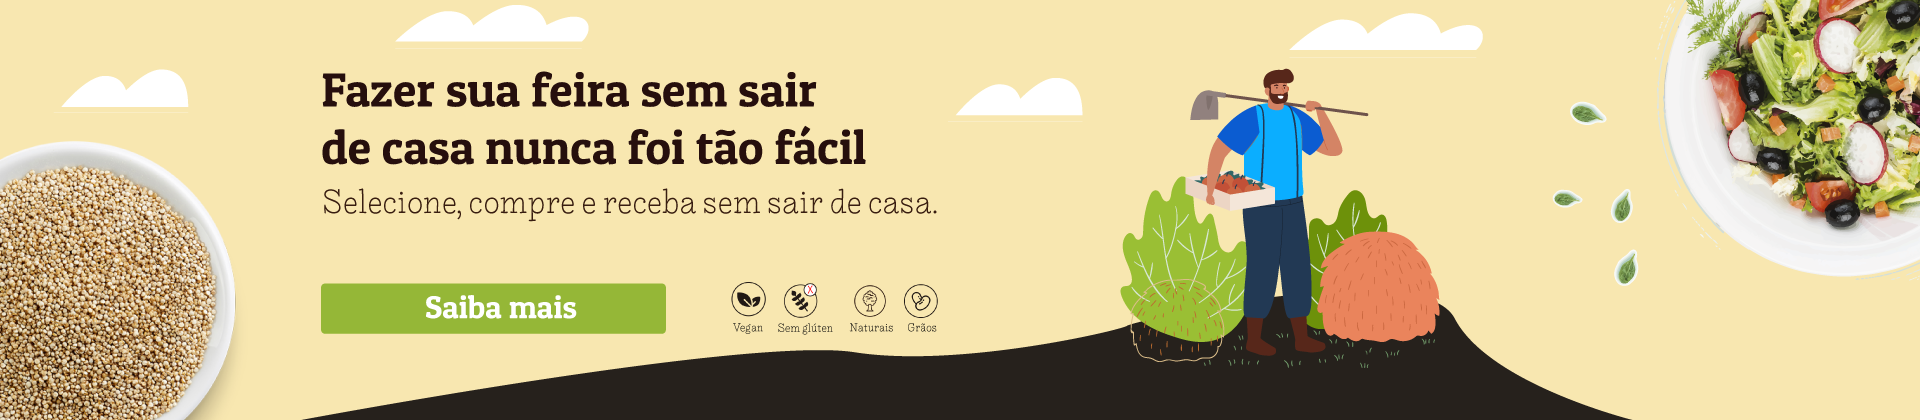 Fazer sua feira sem sair
de casa nunca foi tão fácil
Selecione, compre e receba sem sair de casa.
Saiba mais
X
Vegan
Sem glúten
Naturais
Grãos